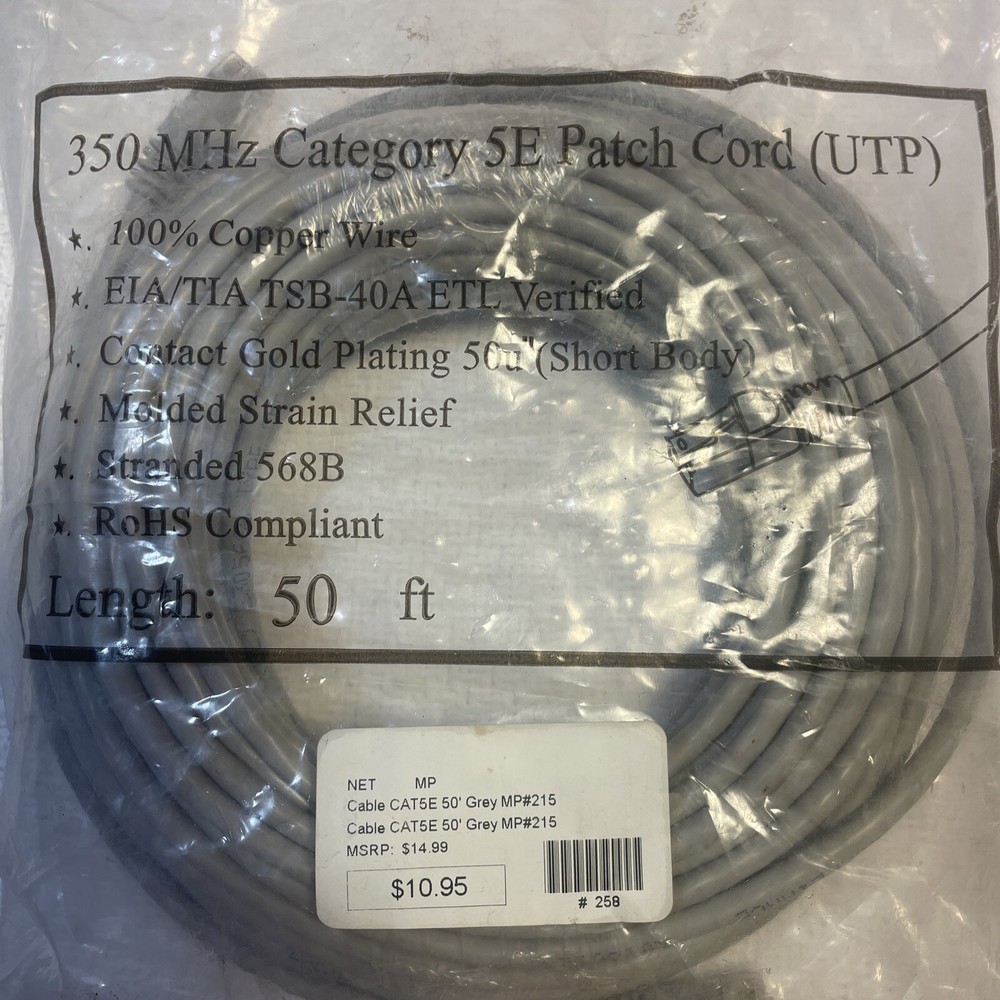 350 MHz Category 5E Patch Cord (UTP)
★. 100% Copper Wire
★. EIA/TIA TSB-40A ETL Verified
★. Contact Gold Plating 50u"(Short Body)
★. Molded Strain Relief
★. Stranded 568B
★. RoHS Compliant
Length: 50 ft
NET MP
Cable CAT5E 50' Grey MP#215
Cable CAT5E 50' Grey MP#215
MSRP: $14.99
$10.95
# 258